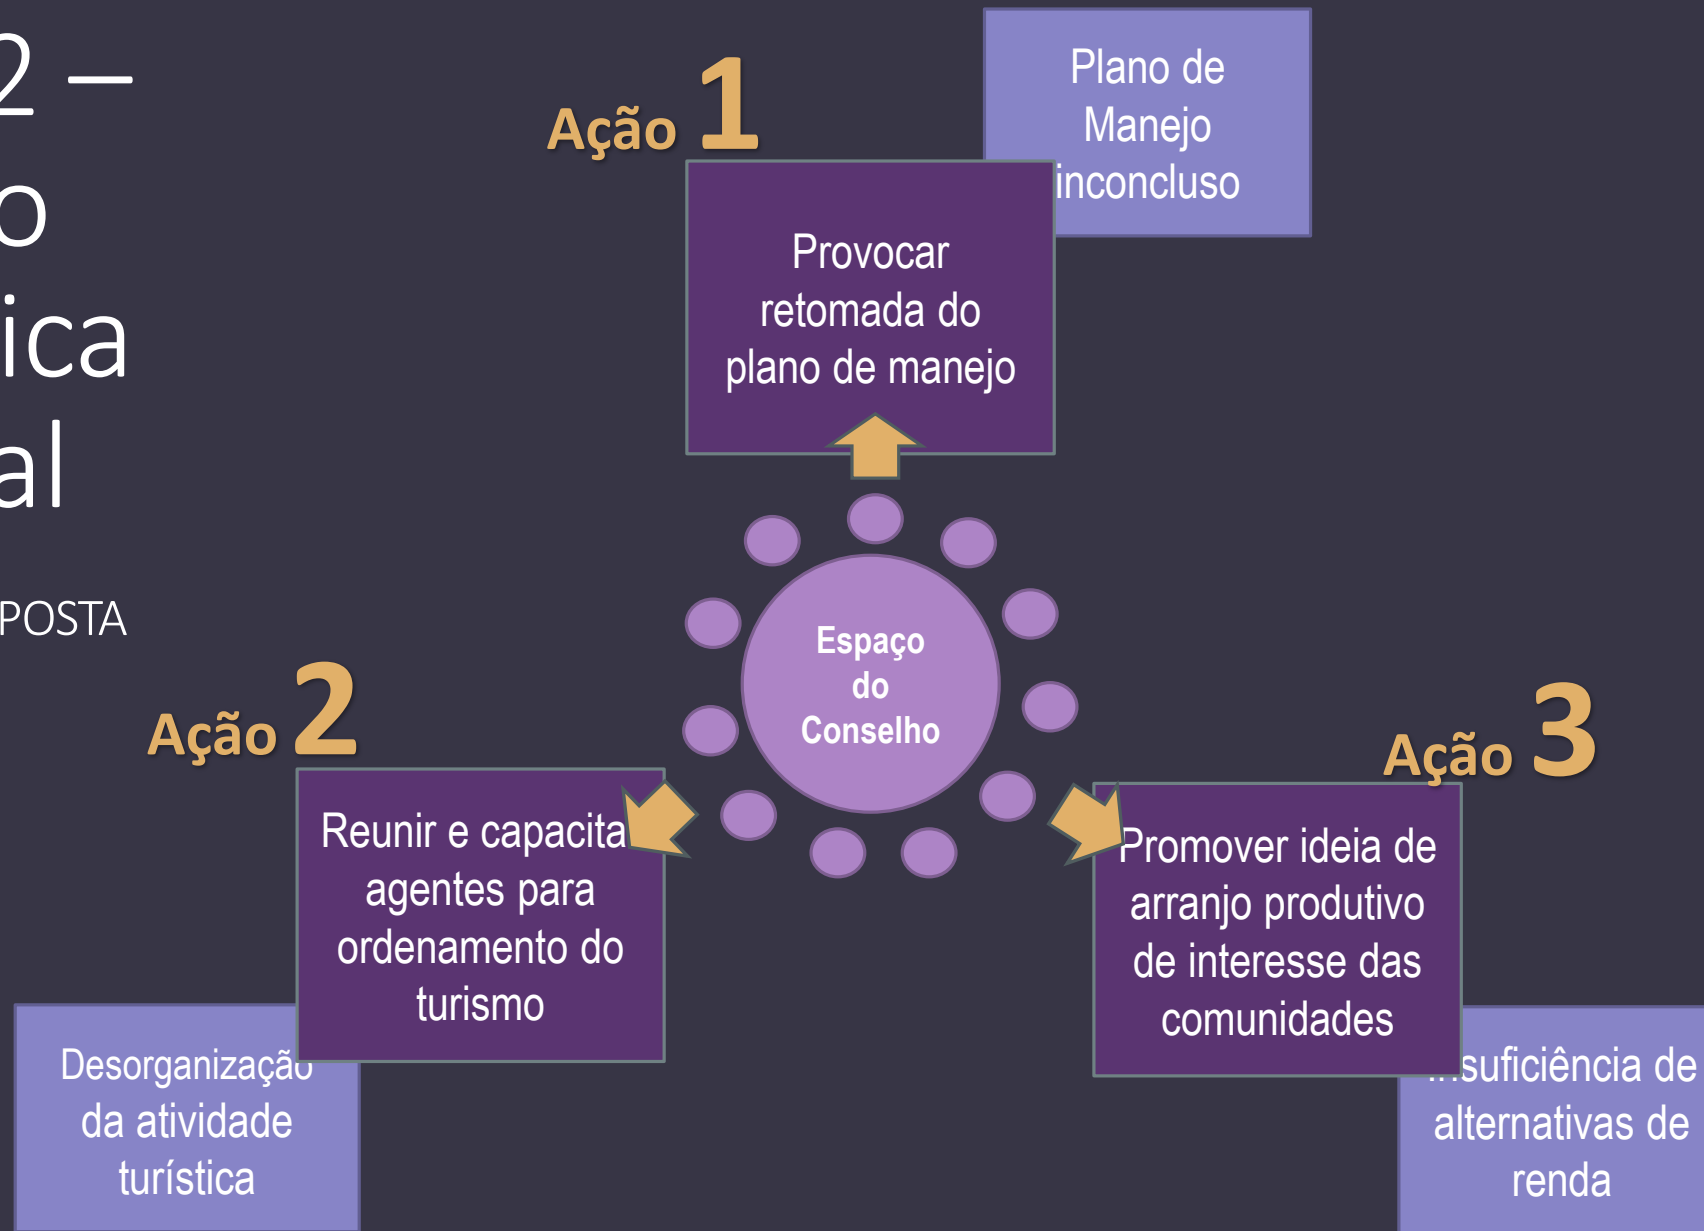 2 –
o
ica
al
POSTA
Ação 1
Plano de
Manejo
inconcluso
Provocar
retomada do
plano de manejo
Espaço
do
Conselho
Ação 2
Reunir e capacita
agentes para
ordenamento do
turismo
Desorganização
da atividade
turística
Ação 3
Promover ideia de
arranjo produtivo
de interesse das
comunidades
Insuficiência de
alternativas de
renda